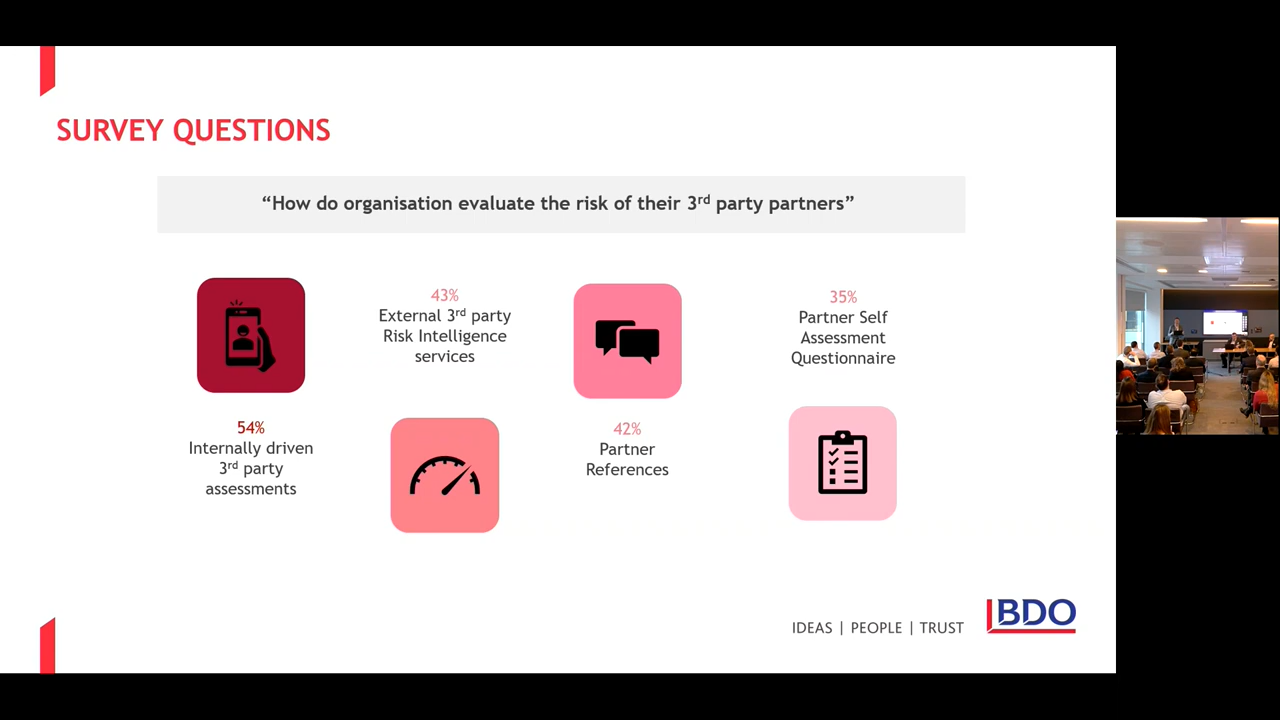 SURVEY QUESTIONS
“How do organisation evaluate the risk of their 3rd party partners”
54%
Internally driven
3rd party
assessments
43%
External 3rd party
Risk Intelligence
services
42%
Partner
References
35%
Partner Self
Assessment
Questionnaire
IDEAS | PEOPLE | TRUST
BDO